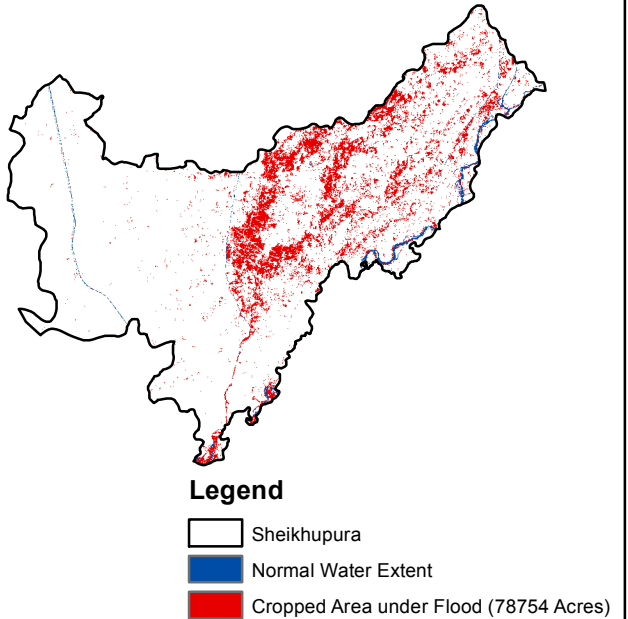 Legend
Sheikhupura
Normal Water Extent
Cropped Area under Flood (78754 Acres)